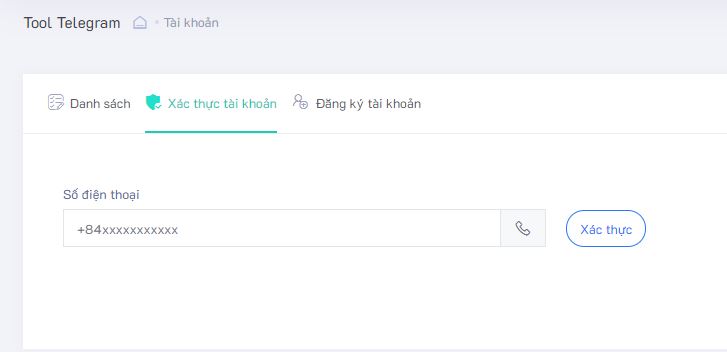 Tool Telegram Tài khoản
Danh sách Xác thực tài khoản Đăng ký tài khoản
Số điện thoại
+84xxxxxxxxxxx Xác thực